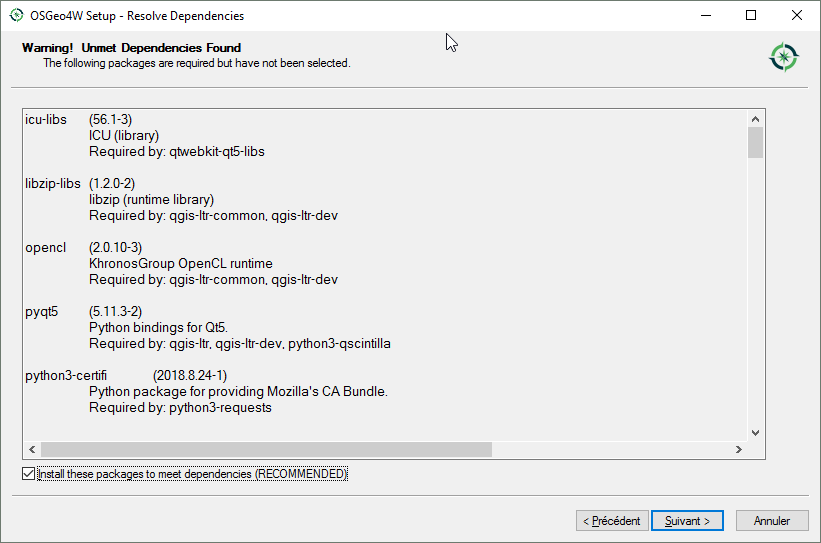 OSGeo4W Setup - Resolve Dependencies
Warning! Unmet Dependencies Found
The following packages are required but have not been selected.
icu-libs (56.1-3)
ICU (library)
Required by: qtwebkit-qt5-libs
libzip-libs (1.2.0-2)
libzip (runtime library)
Required by: qgis-ltr-common, qgis-ltr-dev
opencl (2.0.10-3)
KhronosGroup OpenCL runtime
Required by: qgis-ltr-common, qgis-ltr-dev
pyqt5 (5.11.3-2)
Python bindings for Qt5.
Required by: qgis-ltr, qgis-ltr-dev, python3-qscintilla
python3-certifi (2018.8.24-1)
Python package for providing Mozilla's CA Bundle.
Required by: python3-requests
Install these packages to meet dependencies (RECOMMENDED)
< Précédent Suivant > Annuler